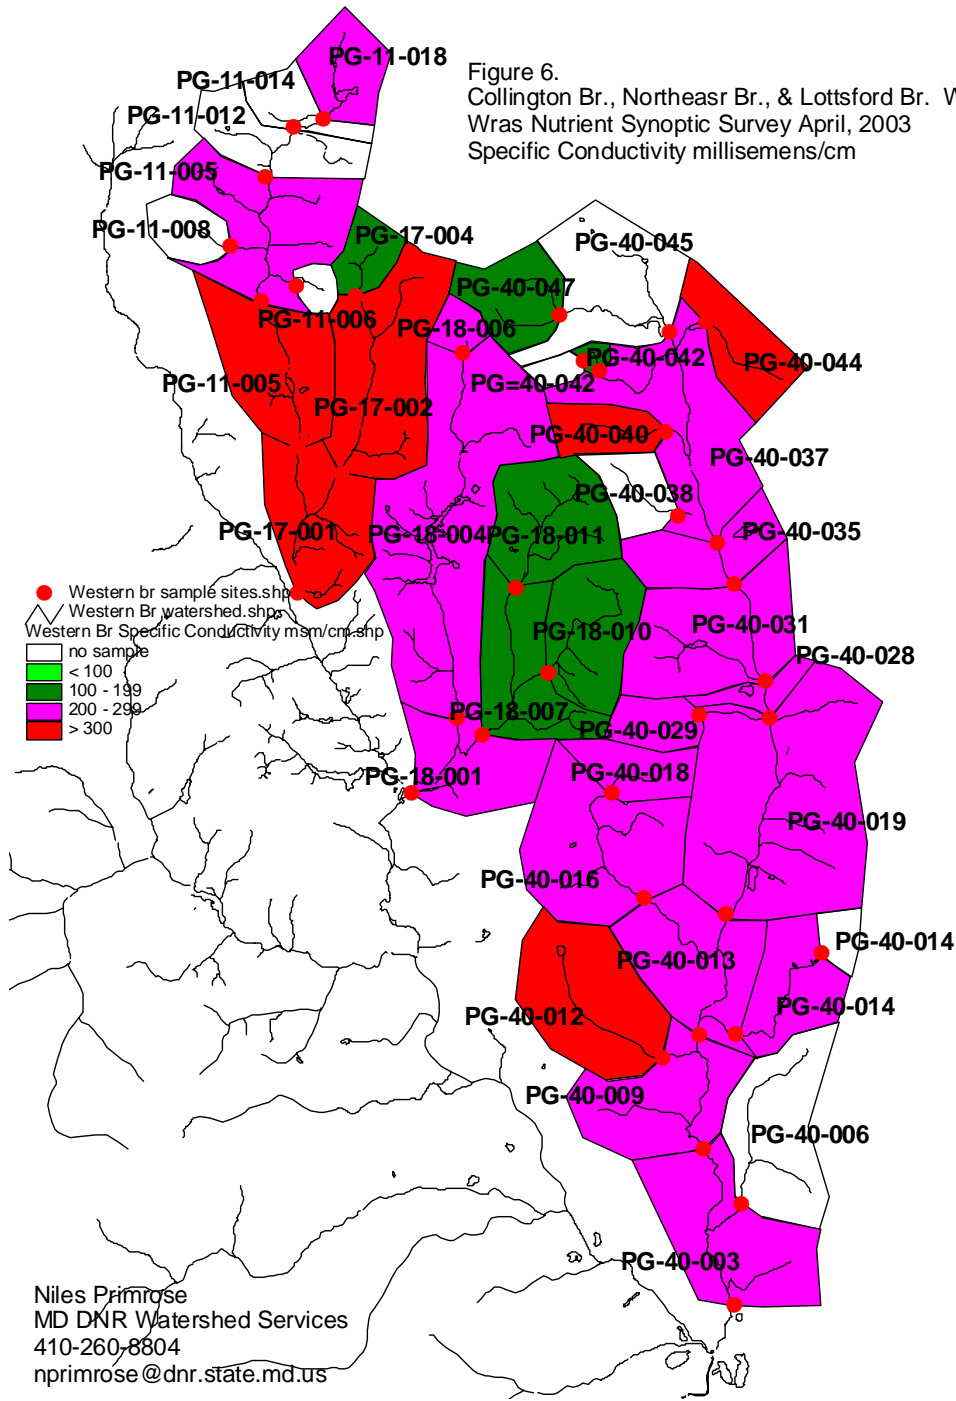 PG-11-018
PG-11-014
PG-11-012
Figure 6.
Collington Br., Northeasr Br., & Lottsford Br. W
Wras Nutrient Synoptic Survey April, 2003
Specific Conductivity millisemens/cm
PG-11-005
PG-11-008
PG-17-004
PG-40-045
PG-40-047
PG-11-006
PG-18-006
PG-40-042
PG-40-044
PG-11-005
PG=40-042
PG-17-002
PG-40-040
PG-40-037
PG-40-038
PG-17-001
PG-18-004
PG-18-011
PG-40-035
Western br sample sites.shp
Western Br watershed.shp
Western Br Specific Conductivity msm/cm.shp
no sample
< 100
100 - 199
200 - 299
> 300
PG-18-010
PG-40-031
PG-40-028
PG-18-007
PG-40-029
PG-18-001
PG-40-018
PG-40-019
PG-40-016
PG-40-013
PG-40-014
PG-40-012
PG-40-014
PG-40-009
PG-40-006
PG-40-003
Niles Primrose
MD DNR Watershed Services
410-260-8804
nprimrose@dnr.state.md.us